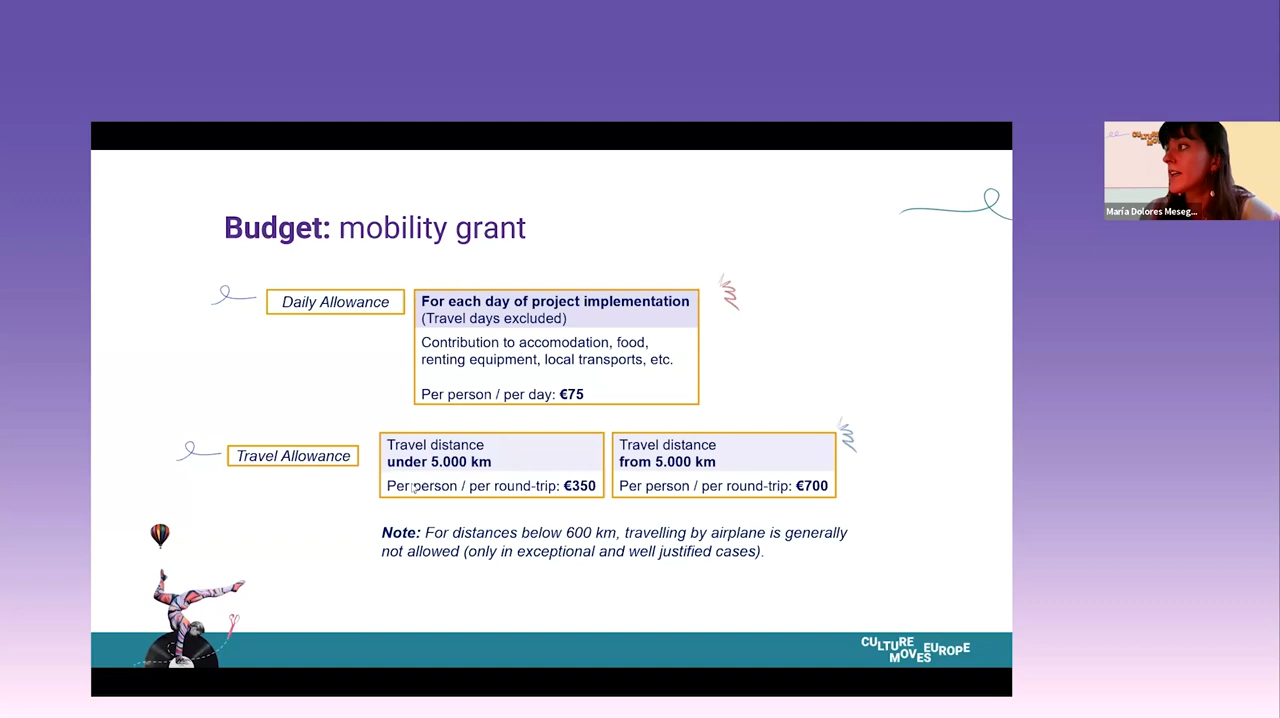 Budget: mobility grant
Daily Allowance
For each day of project implementation
(Travel days excluded)
Contribution to accomodation, food,
renting equipment, local transports, etc.
Per person / per day: €75
Travel Allowance
Travel distance
under 5.000 km
Per person / per round-trip: €350
Travel distance
from 5.000 km
Per person / per round-trip: €700
Note: For distances below 600 km, travelling by airplane is generally
not allowed (only in exceptional and well justified cases).
CULTURE
MOVES EUROPE
María Dolores Meseg...